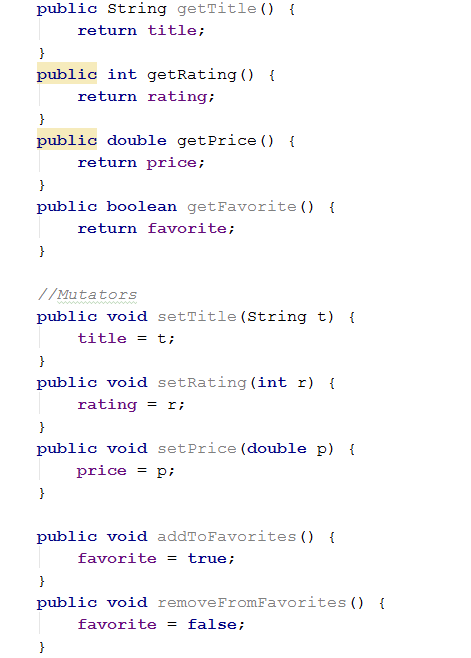 public String getTitle() {
    return title;
}
public int getRating() {
    return rating;
}
public double getPrice() {
    return price;
}
public boolean getFavorite() {
    return favorite;
}

//Mutators
public void setTitle(String t) {
    title = t;
}
public void setRating(int r) {
    rating = r;
}
public void setPrice(double p) {
    price = p;
}

public void addToFavorites() {
    favorite = true;
}
public void removeFromFavorites() {
    favorite = false;
}